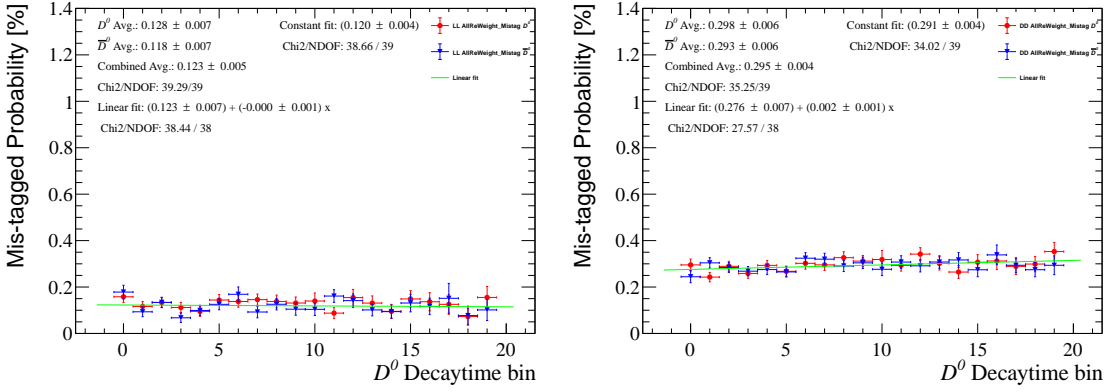 Mis-tagged Probability [%]
1.4
1.2
1
0.8
0.6
0.4
0.2
0
D⁰ Avg.: 0.128 ± 0.007
D̅⁰ Avg.: 0.118 ± 0.007
Combined Avg.: 0.123 ± 0.005
Chi2/NDOF: 39.29/39
Linear fit: (0.123 ± 0.007) + (-0.000 ± 0.001) x
Chi2/NDOF: 38.44 / 38
Constant fit: (0.120 ± 0.004)
Chi2/NDOF: 38.66 / 39
LL AllReWeight_Mistag D⁰
LL AllReWeight_Mistag D̅⁰
Linear fit
0 5 10 15 20
D⁰ Decaytime bin
Mis-tagged Probability [%]
1.4
1.2
1
0.8
0.6
0.4
0.2
0
D⁰ Avg.: 0.298 ± 0.006
D̅⁰ Avg.: 0.293 ± 0.006
Combined Avg.: 0.295 ± 0.004
Chi2/NDOF: 35.25/39
Linear fit: (0.276 ± 0.007) + (0.002 ± 0.001) x
Chi2/NDOF: 27.57 / 38
Constant fit: (0.291 ± 0.004)
Chi2/NDOF: 34.02 / 39
DD AllReWeight_Mistag D⁰
DD AllReWeight_Mistag D̅⁰
Linear fit
0 5 10 15 20
D⁰ Decaytime bin